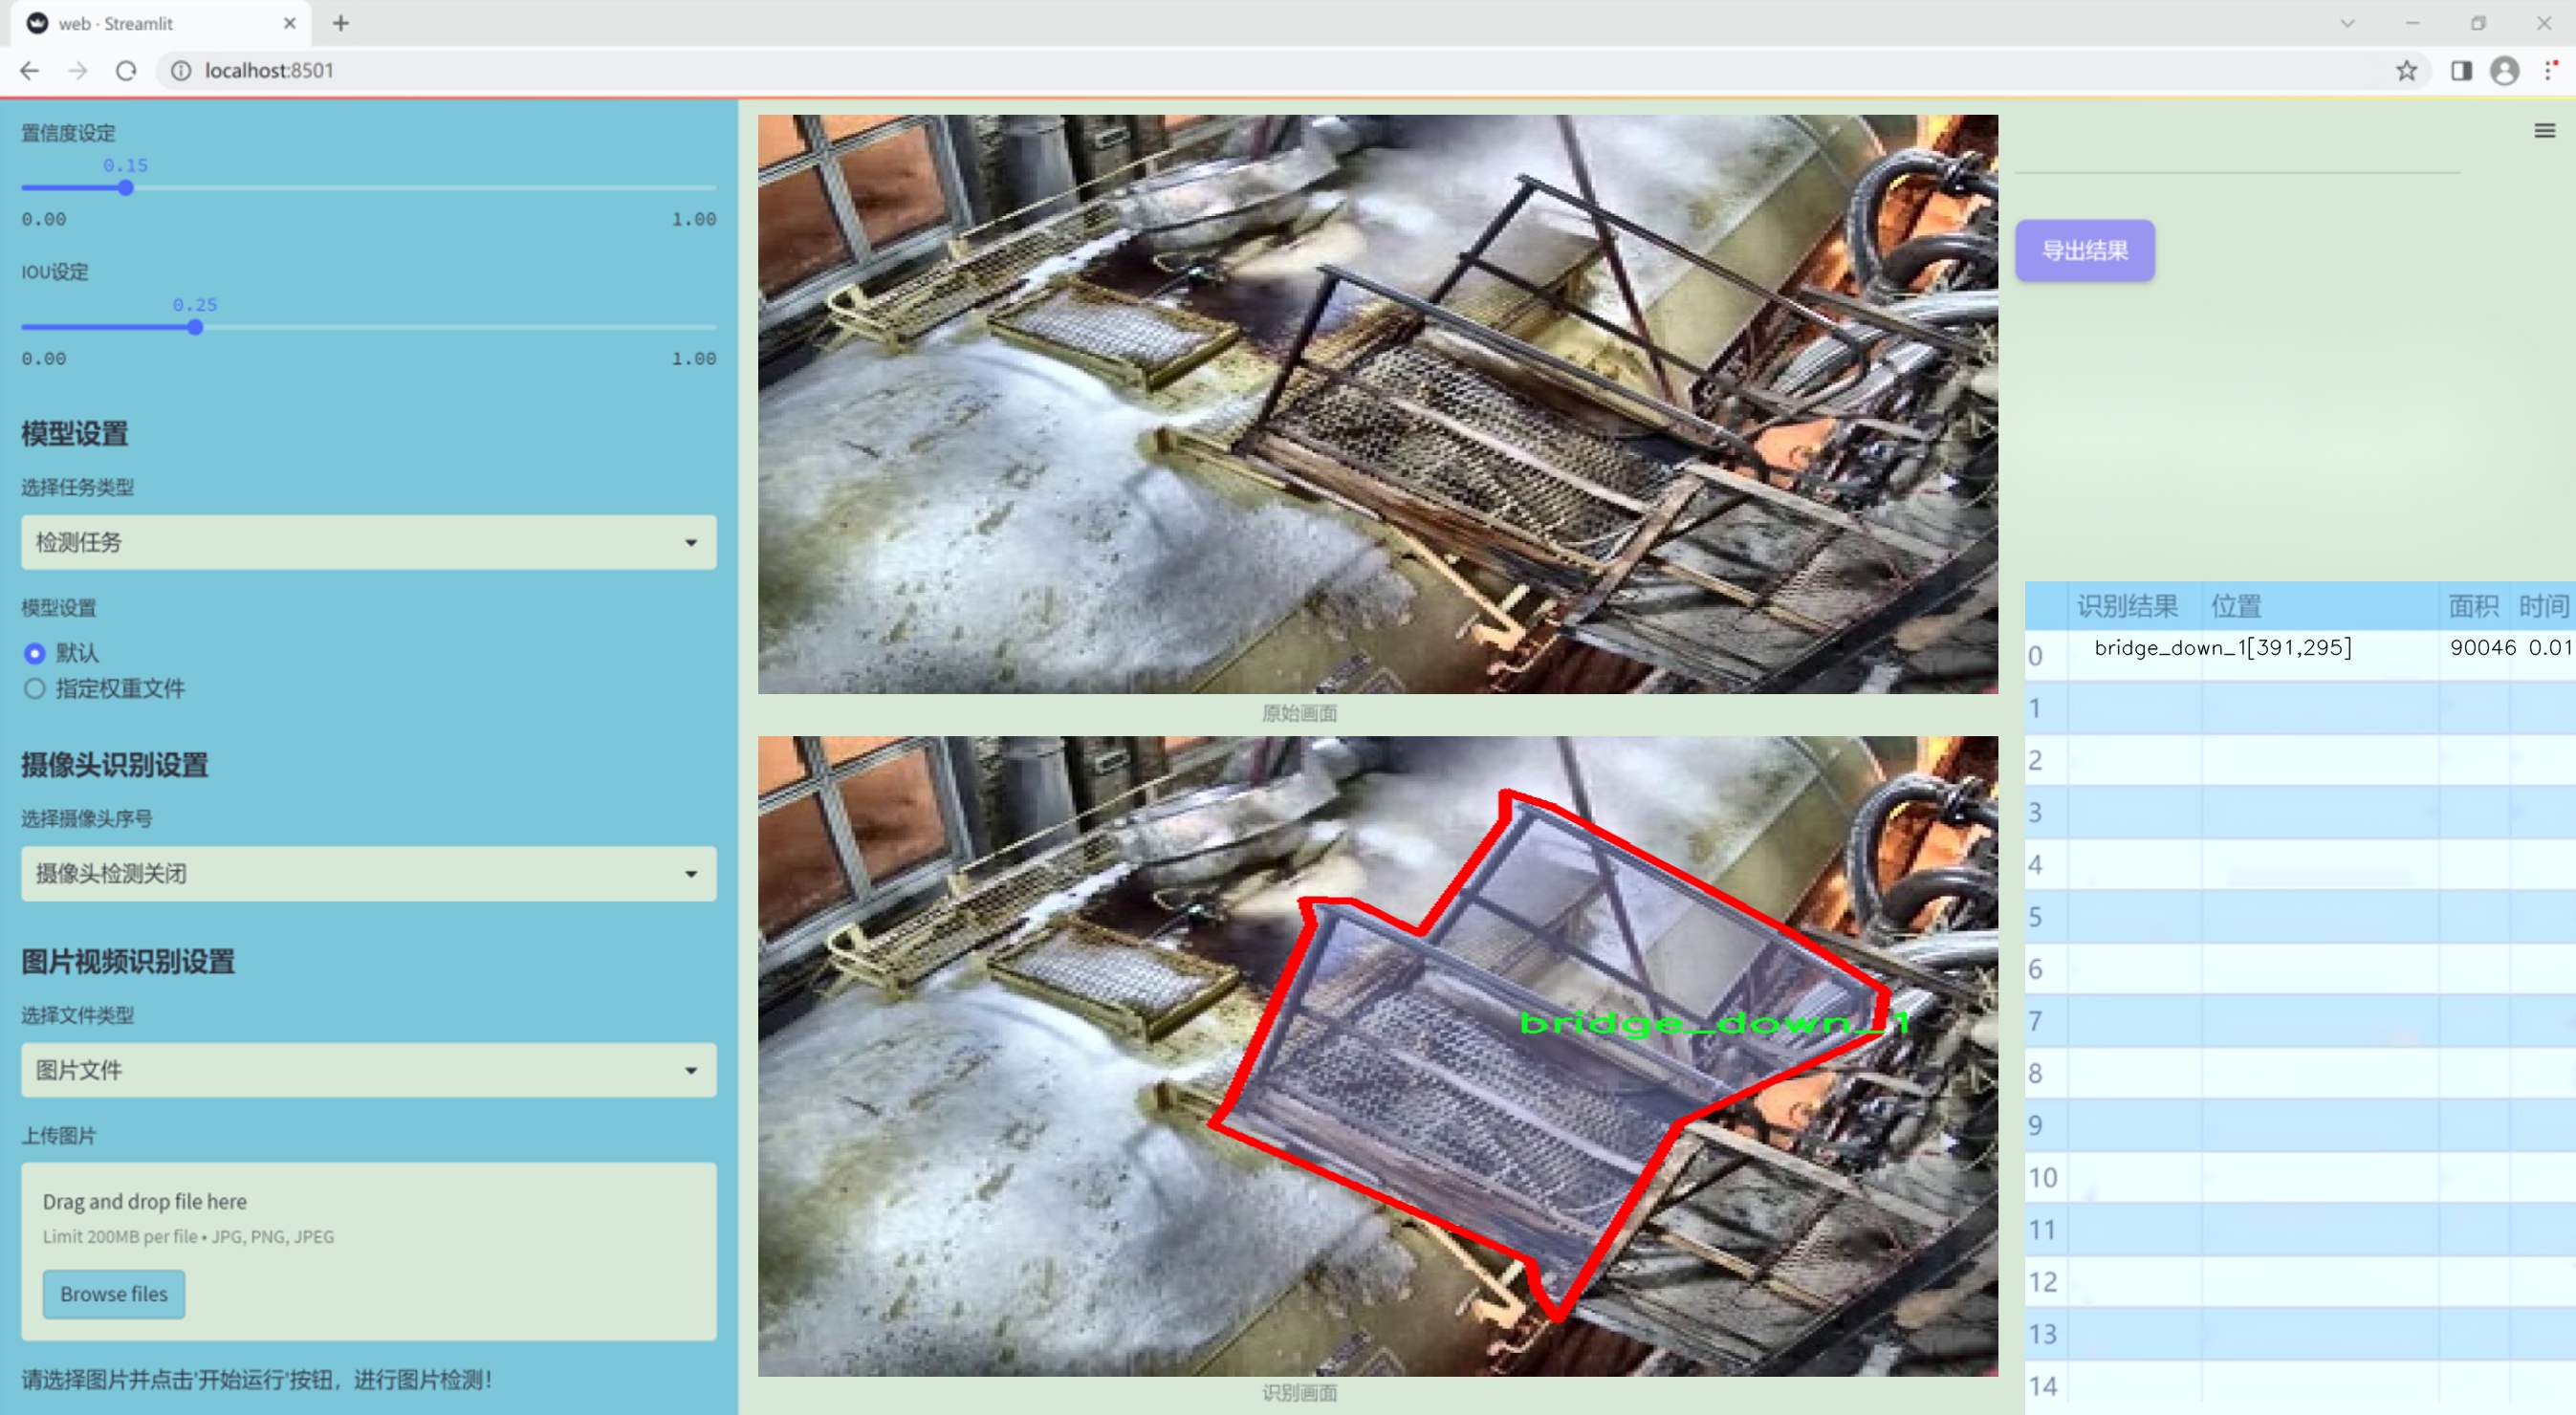 web · Streamlit
localhost:8501
置信度设定
0.15
0.00 1.00
IOU设定
0.25
0.00 1.00
模型设置
选择任务类型
检测任务
模型设置
默认
指定权重文件
摄像头识别设置
选择摄像头序号
摄像头检测关闭
图片视频识别设置
选择文件类型
图片文件
上传图片
Drag and drop file here
Limit 200MB per file • JPG, PNG, JPEG
Browse files
请选择图片并点击'开始运行'按钮，进行图片检测！
原始画面
bridge_down_1
识别画面
导出结果
识别结果 位置 面积 时间
0 bridge_down_1[391,295] 90046 0.01
1
2
3
4
5
6
7
8
9
10
11
12
13
14